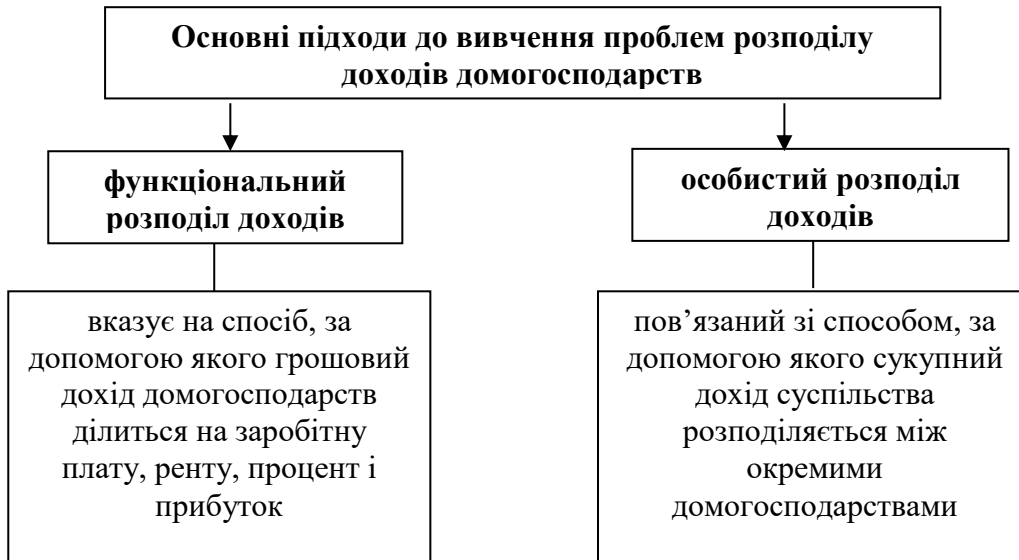 Основні підходи до вивчення проблем розподілу
доходів домогосподарств
функціональний
розподіл доходів
особистий розподіл
доходів
вказує на спосіб, за
допомогою якого грошовий
дохід домогосподарств
ділиться на заробітну
плату, ренту, процент і
прибуток
пов’язаний зі способом, за
допомогою якого сукупний
дохід суспільства
розподіляється між
окремими
домогосподарствами